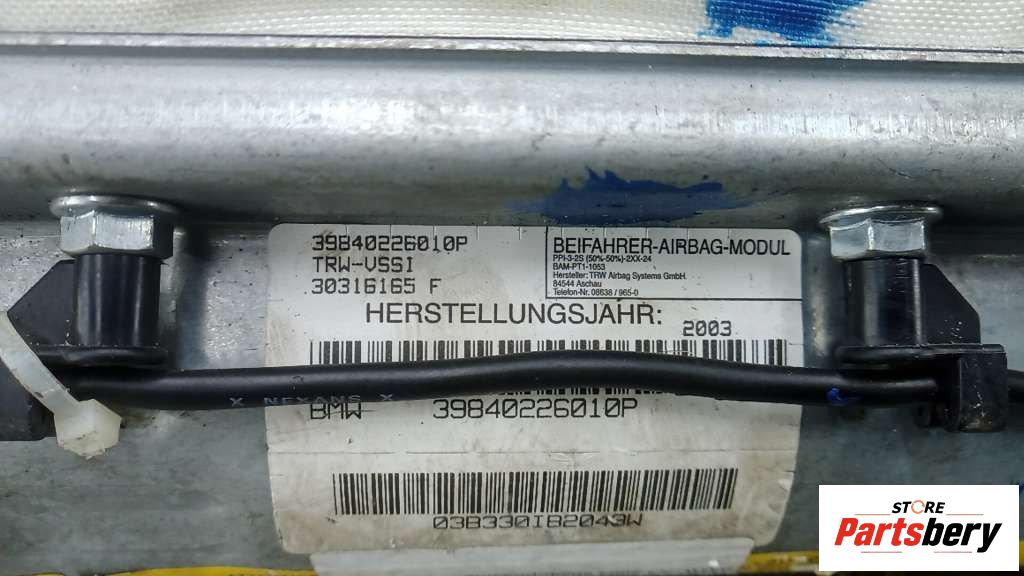 39840226010P
TRW-VSSI
30316165 F
BEIFAHRER-AIRBAG-MODUL
PPI-3-2S (50%-50%)-2XX-24
BAM-PT1-1053
Hersteller: TRW Airbag Systems GmbH.
84544 Aschau
Telefon-Nr. 08638 / 965-0
HERSTELLUNGSJAHR: 2003
X NEXANS X
BMW 39840226010P
03B330IB2043W
STORE
Partsbery